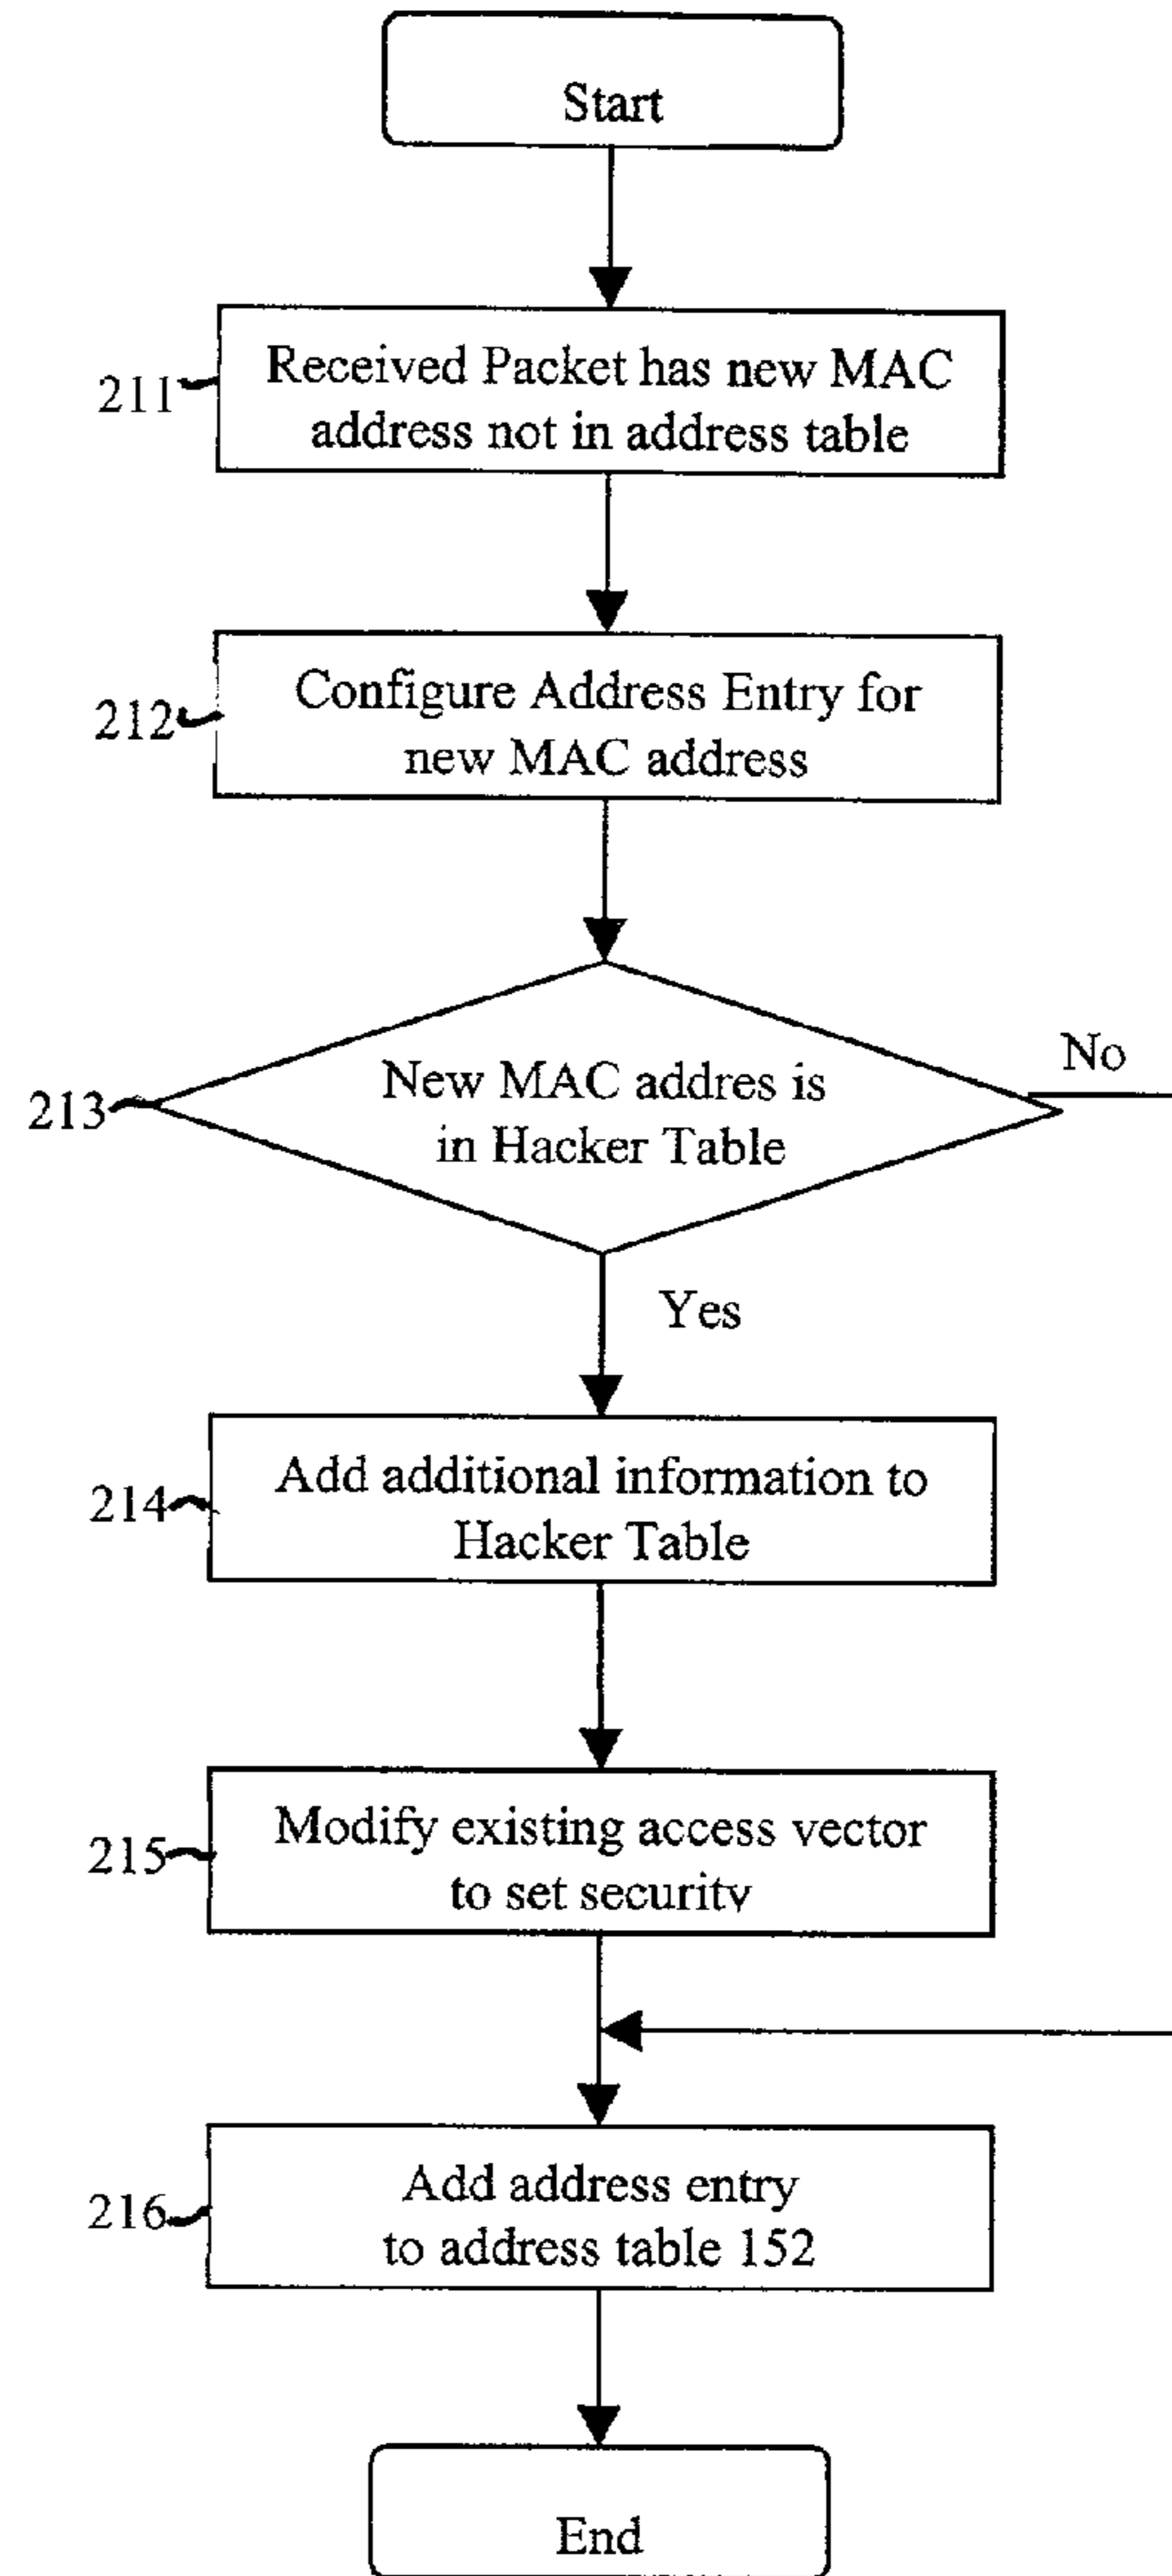 Start
211
Received Packet has new MAC
address not in address table
212
Configure Address Entry for
new MAC address
213
New MAC addres is
in Hacker Table
No
Yes
214
Add additional information to
Hacker Table
215
Modify existing access vector
to set security
216
Add address entry
to address table 152
End